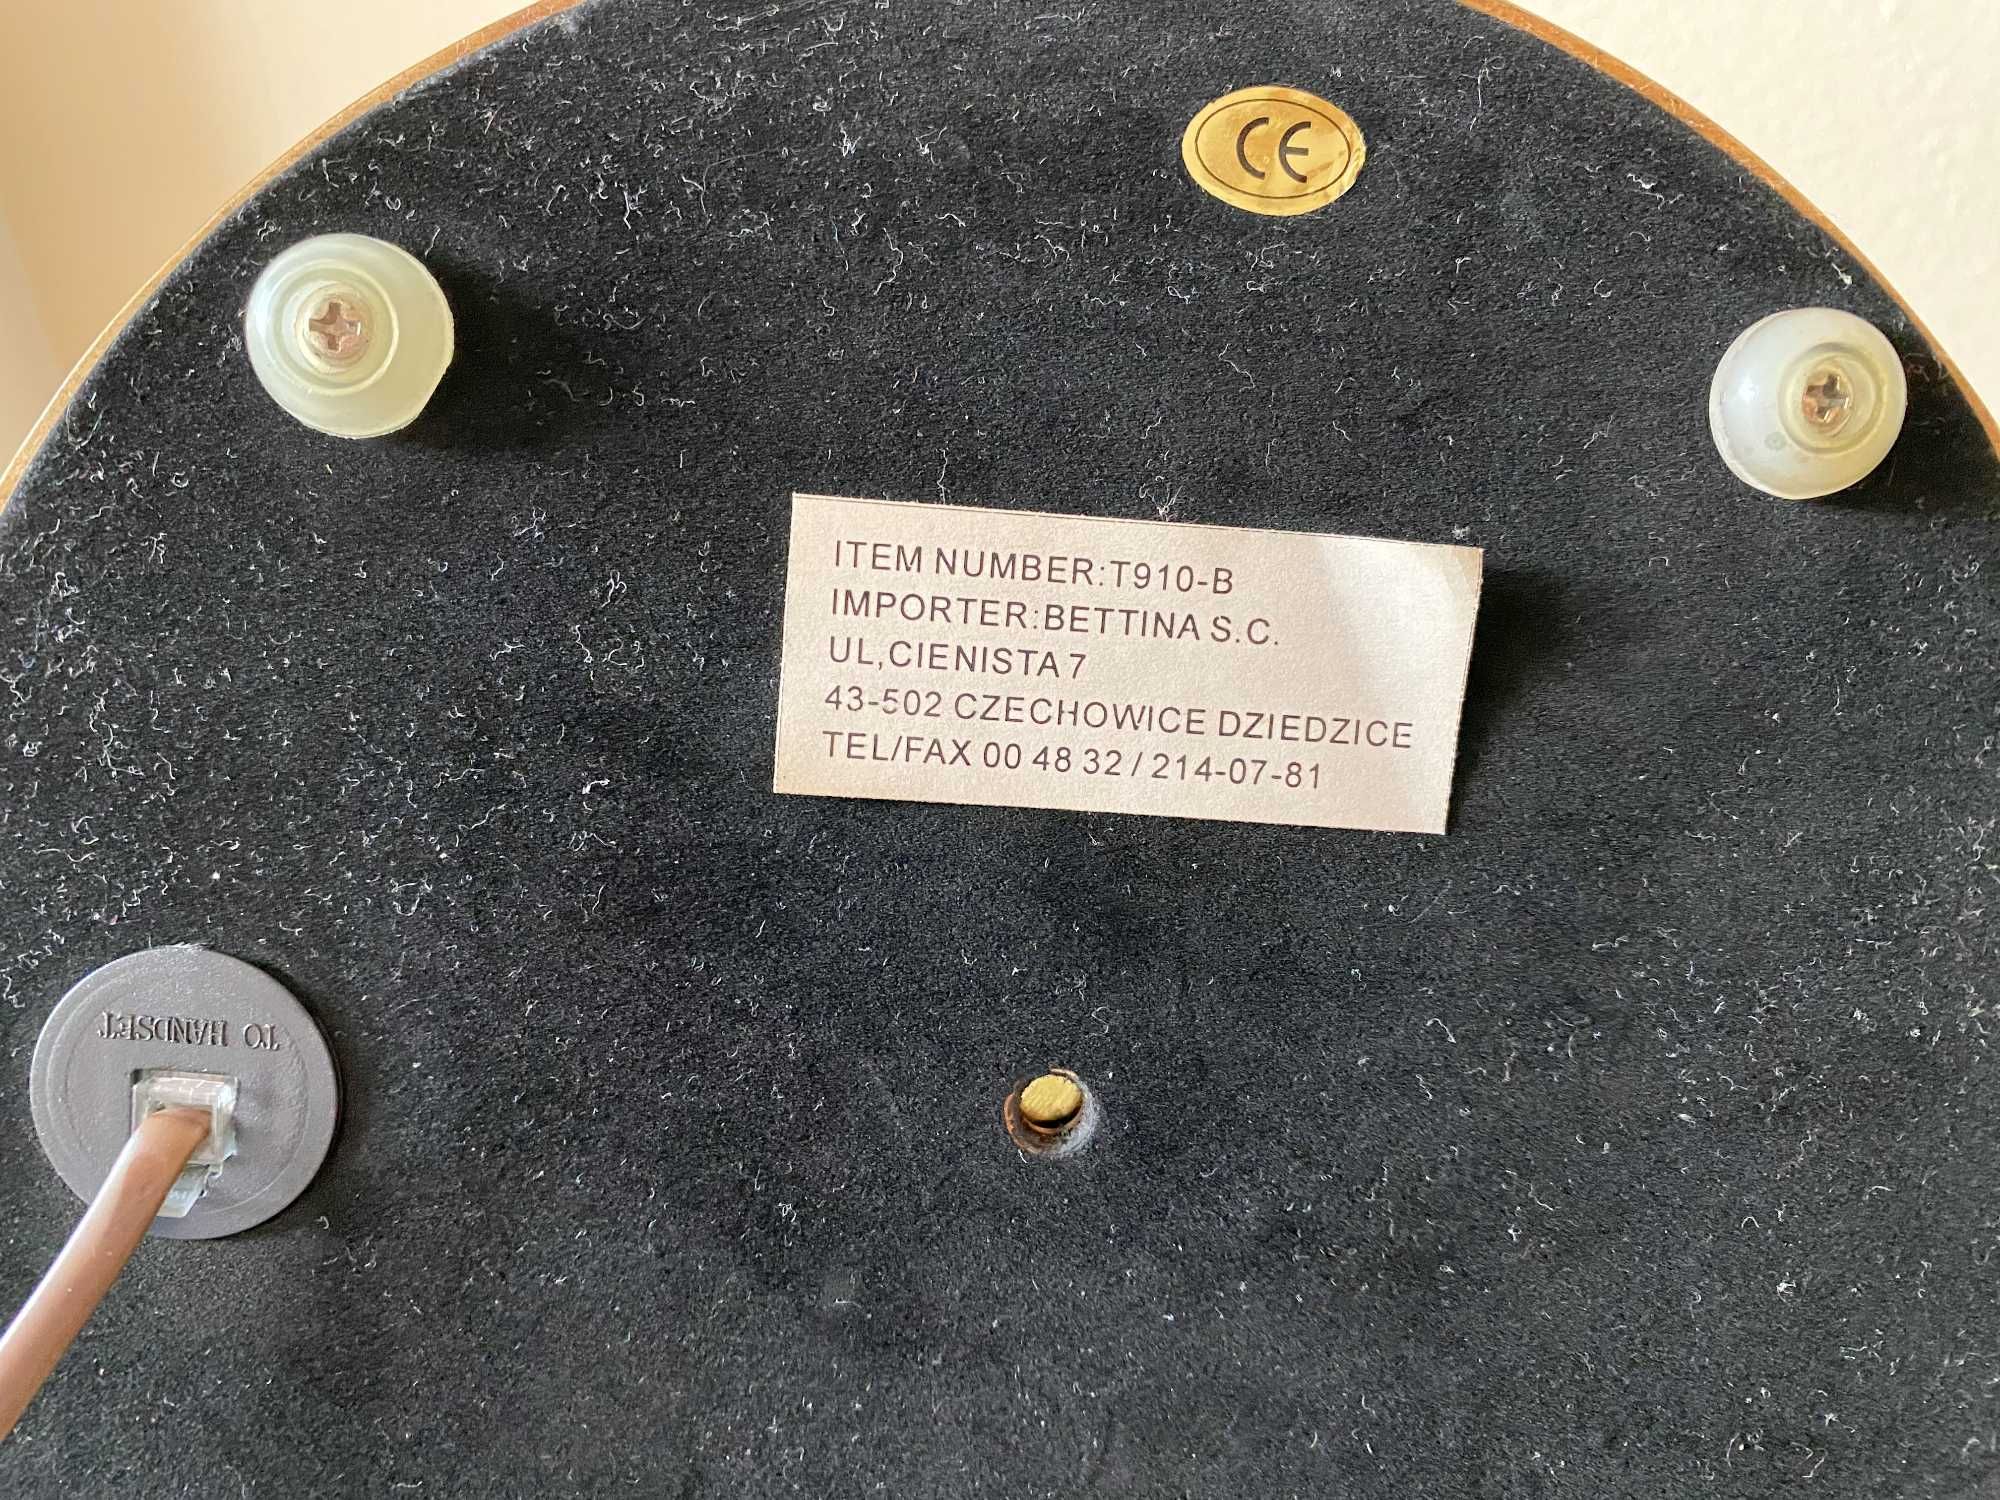 CE
ITEM NUMBER:T910-B
IMPORTER:BETTINA S.C.
UL,CIENISTA 7
43-502 CZECHOWICE DZIEDZICE
TEL/FAX 00 48 32 / 214-07-81
TO HANDSET